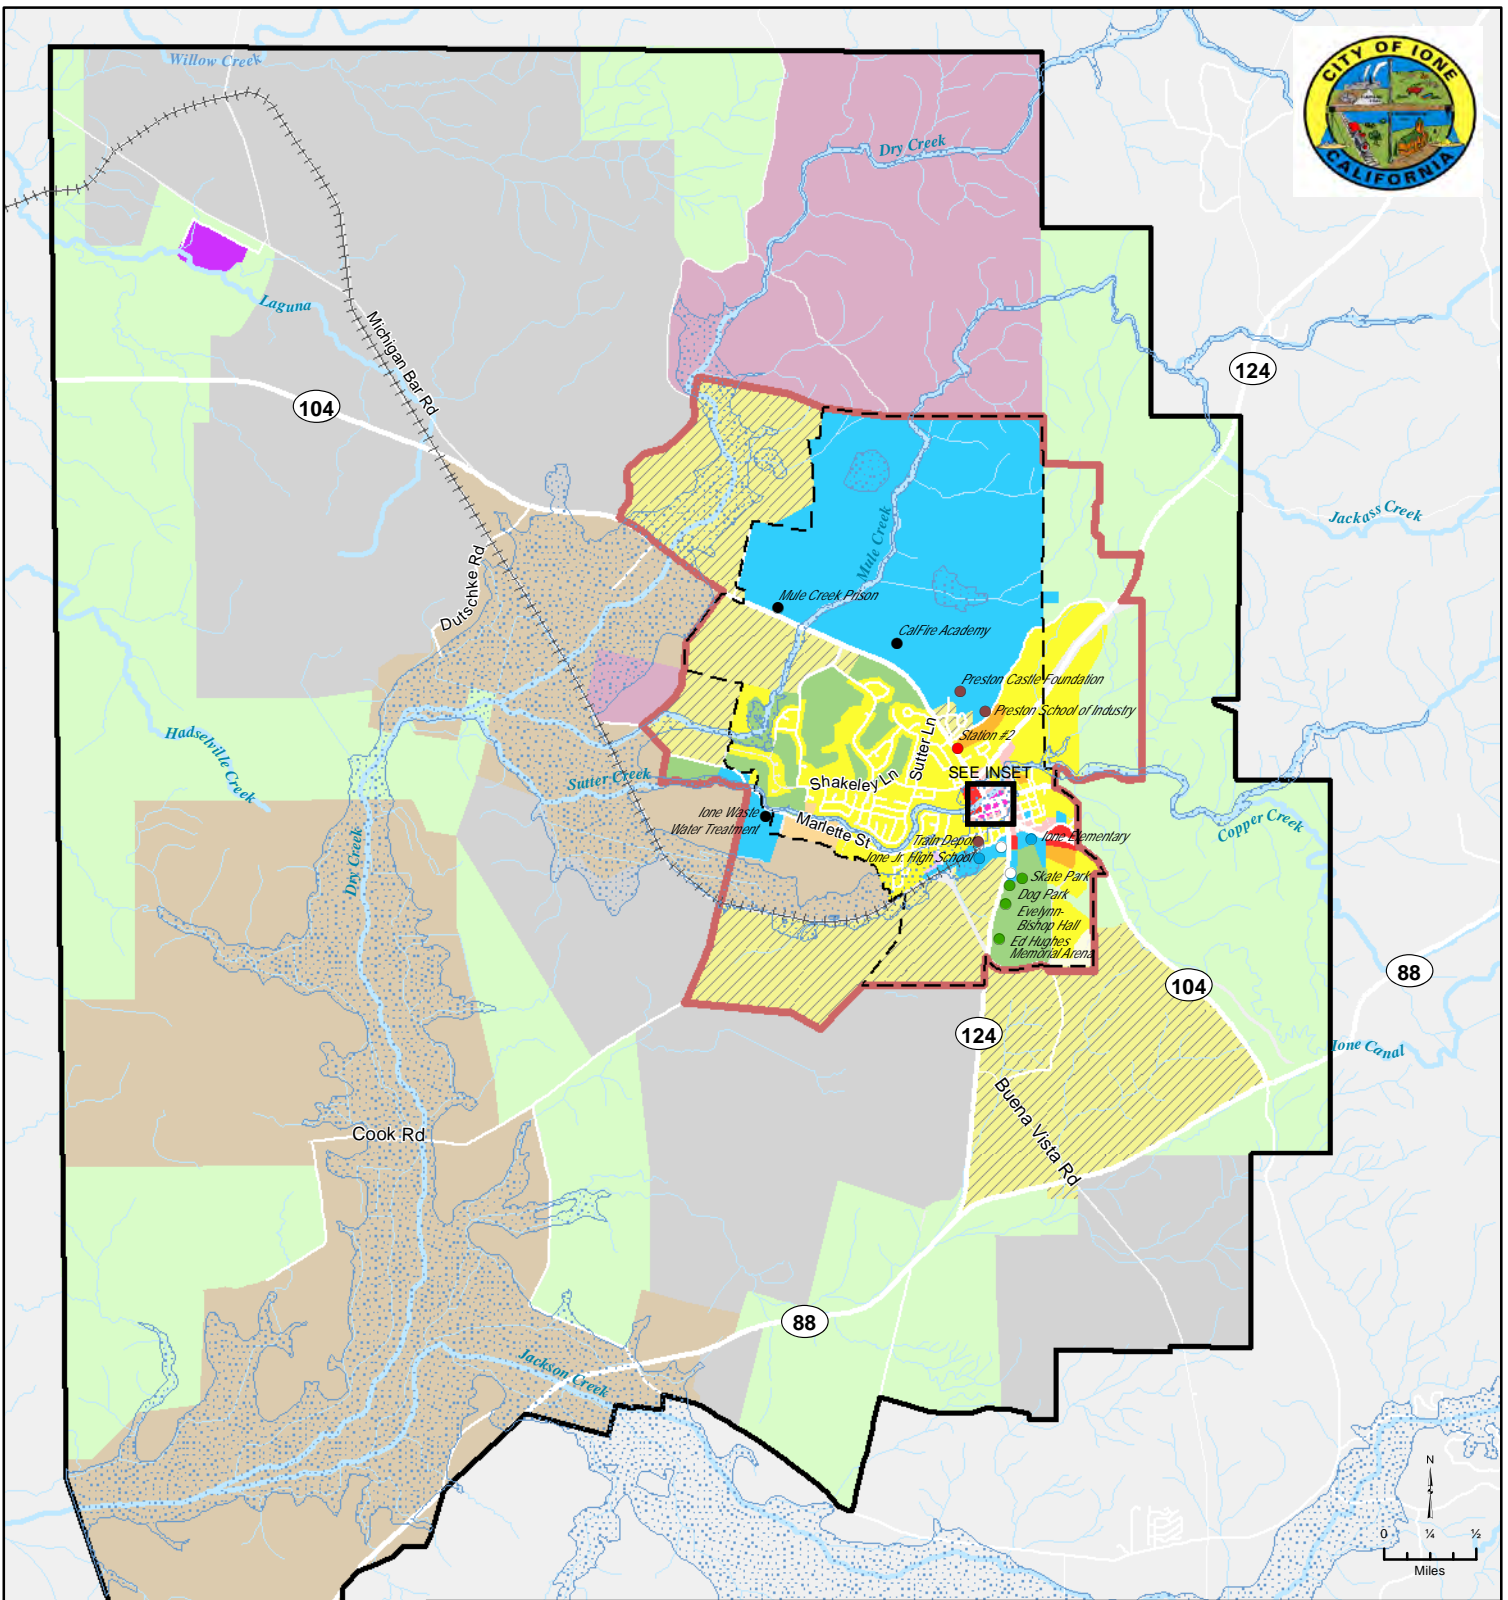 CITY OF IONE
CALIFORNIA
Willow Creek
Dry Creek
Laguna
Michigan Bar Rd
124
104
Jackass Creek
Mule Creek
Dutschke Rd
Mule Creek Prison
CalFire Academy
Preston Castle Foundation
Preston School of Industry
Station #2
Hadselville Creek
Sutter Ln
SEE INSET
Shakeley Ln
Sutter Creek
Ione Waste
Water Treatment
Marlette St
Copper Creek
Train Depot
Ione Elementary
Ione Jr. High School
Dry Creek
Skate Park
Dog Park
Evelynn-
Bishop Hall
Ed Hughes
Memorial Arena
88
104
124
Ione Canal
Buena Vista Rd
Cook Rd
88
Jackson Creek
N
0 ¼ ½
Miles